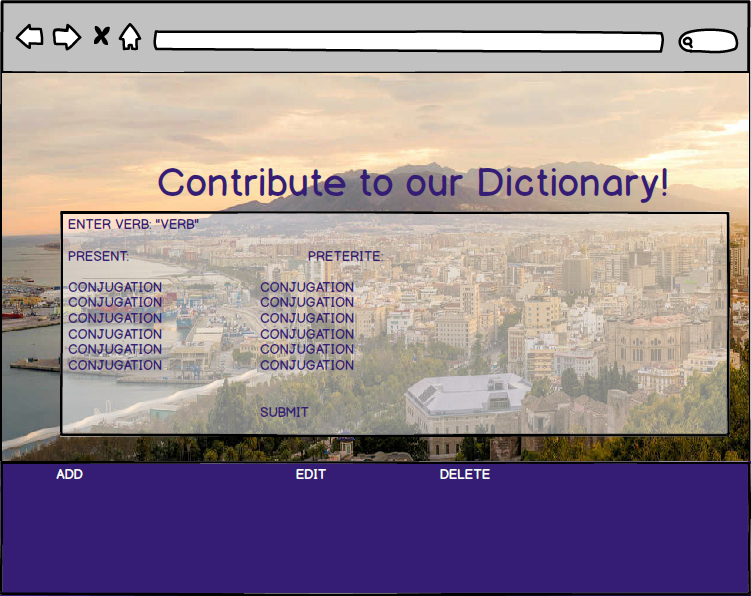 Contribute to our Dictionary!
ENTER VERB: "VERB"
PRESENT: PRETERITE:
CONJUGATION CONJUGATION
CONJUGATION CONJUGATION
CONJUGATION CONJUGATION
CONJUGATION CONJUGATION
CONJUGATION CONJUGATION
CONJUGATION CONJUGATION
SUBMIT
ADD EDIT DELETE